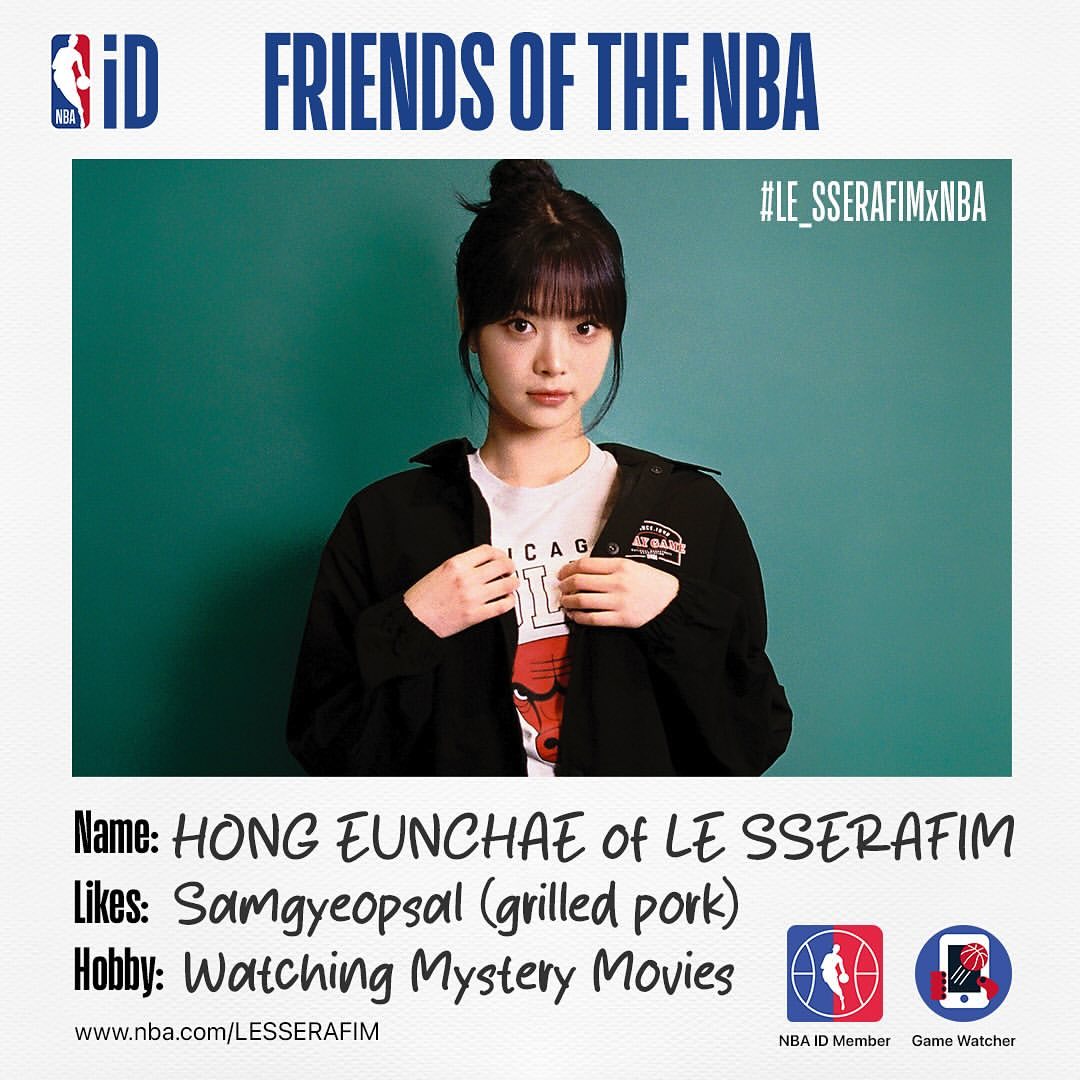 NBA iD
FRIENDS OF THE NBA
#LE_SSERAFIMxNBA
Name: HONG EUNCHAE of LE SSERAFIM
Likes: Samgyeopsal (grilled pork)
Hobby: Watching Mystery Movies
www.nba.com/LESSERAFIM
NBA ID Member
Game Watcher